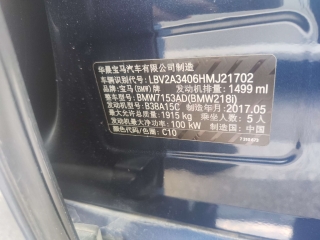 华晨宝马汽车有限公司制造
车辆识别代号: LBV2A3406HMJ21702
品牌: 宝马(BMW)牌 发动机排量: 1499 ml
整车型号: BMW7153AD(BMW218i)
发动机型号: B38A15C 制造年月: 2017.05
最大允许总质量: 1915 kg 乘坐人数: 5 人
发动机最大净功率: 100 kW 制造国: 中国
颜色代码/色圈: C10